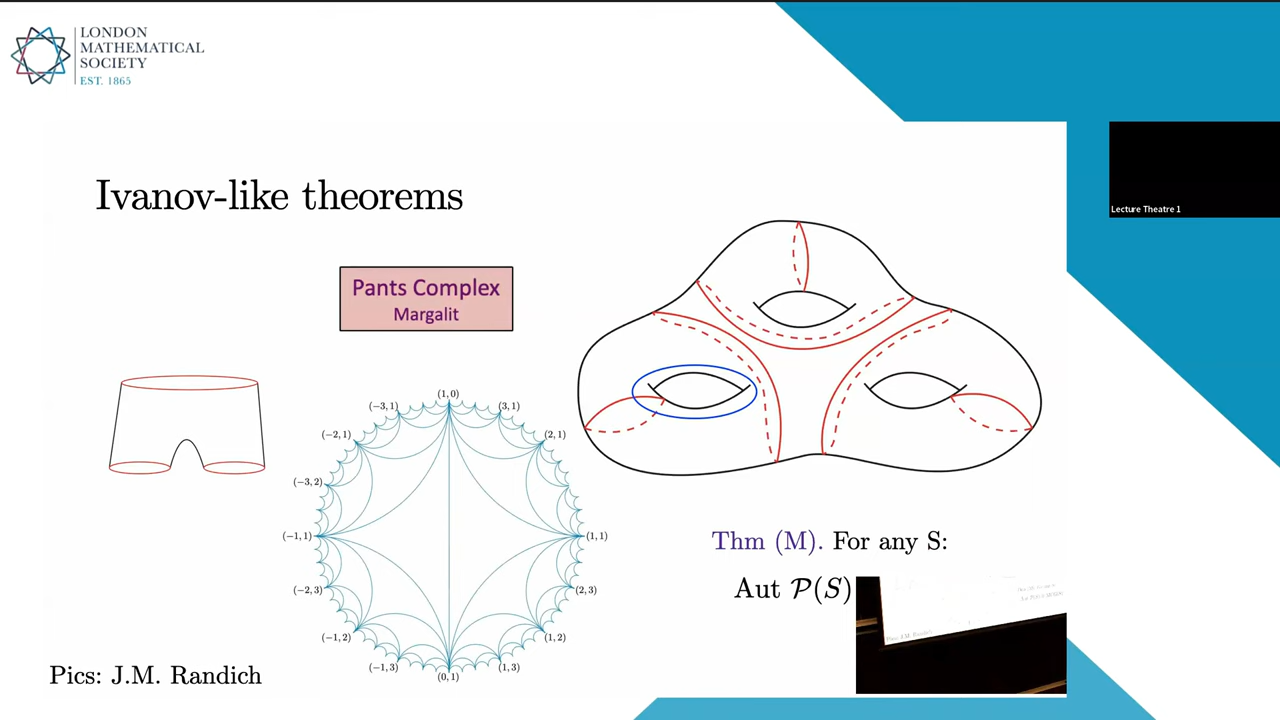 LONDON
MATHEMATICAL
SOCIETY
EST. 1865
Lecture Theatre 1
Ivanov-like theorems
Pants Complex
Margalit
(1, 0)
(−3, 1)
(3, 1)
(−2, 1)
(2, 1)
(−3, 2)
(−1, 1)
(1, 1)
(−2, 3)
(2, 3)
(−1, 2)
(1, 2)
(−1, 3)
(1, 3)
(0, 1)
Thm (M). For any S:
Aut 𝒫(S)
Pics: J.M. Randich